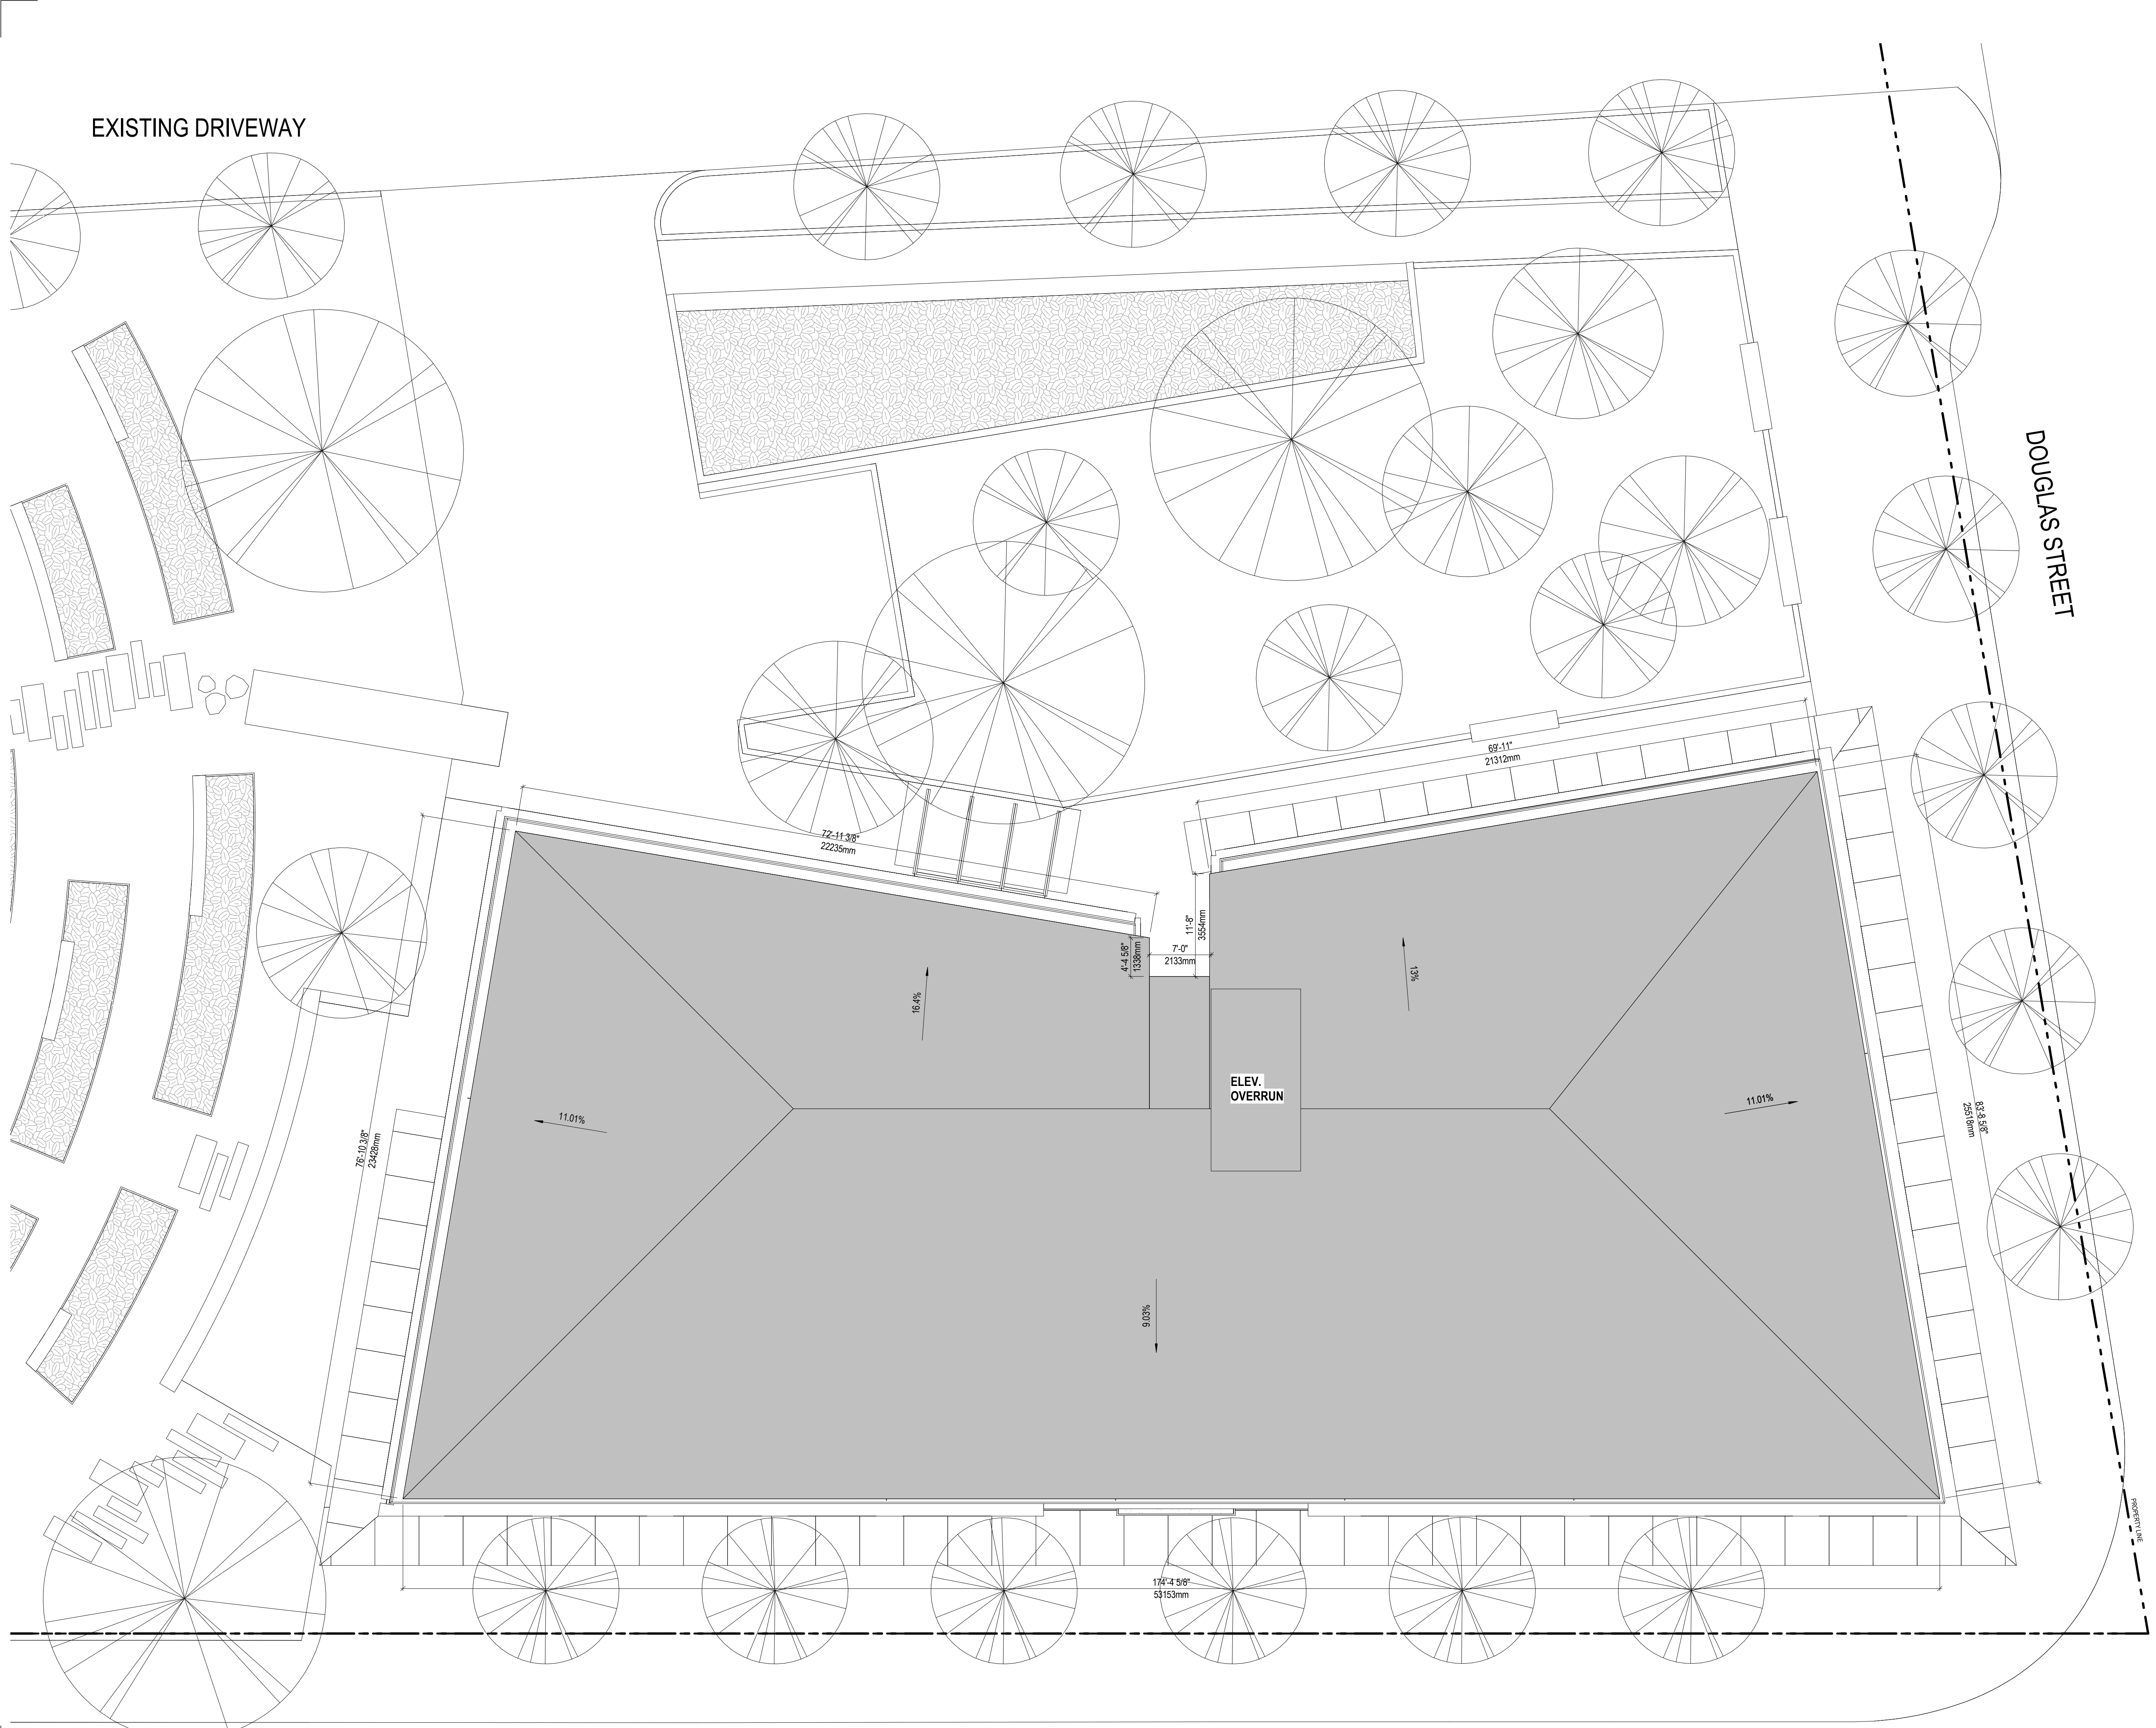 EXISTING DRIVEWAY
DOUGLAS STREET
69'-11"
21312mm
72'-11 3/8"
22235mm
11'-8"
3554mm
4'-4 5/8"
1338mm
7'-0"
2133mm
16.4%
13%
ELEV.
OVERRUN
11.01%
11.01%
76'-10 3/8"
23428mm
83'-8 5/8"
25518mm
9.03%
174'-4 5/8"
53153mm
PROPERTY LINE